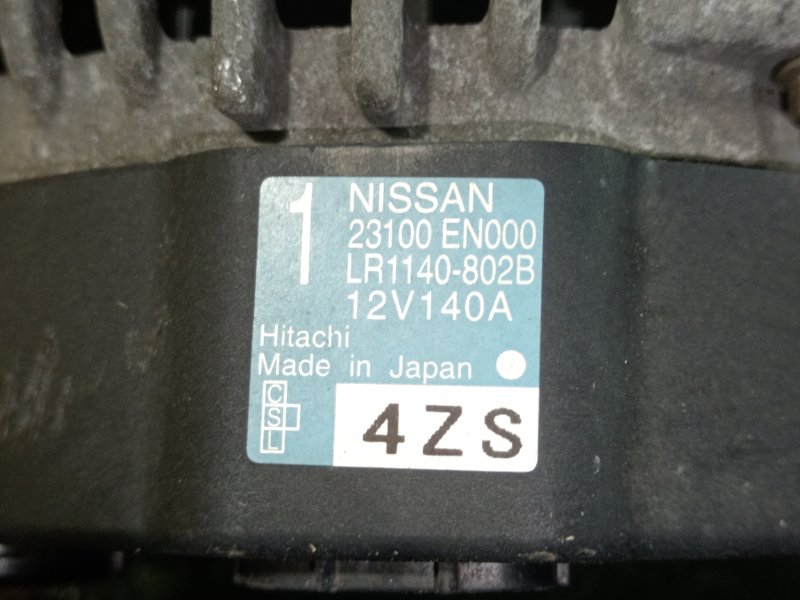 1
NISSAN
23100 EN000
LR1140-802B
12V140A
Hitachi
Made in Japan
C
S
L
4ZS